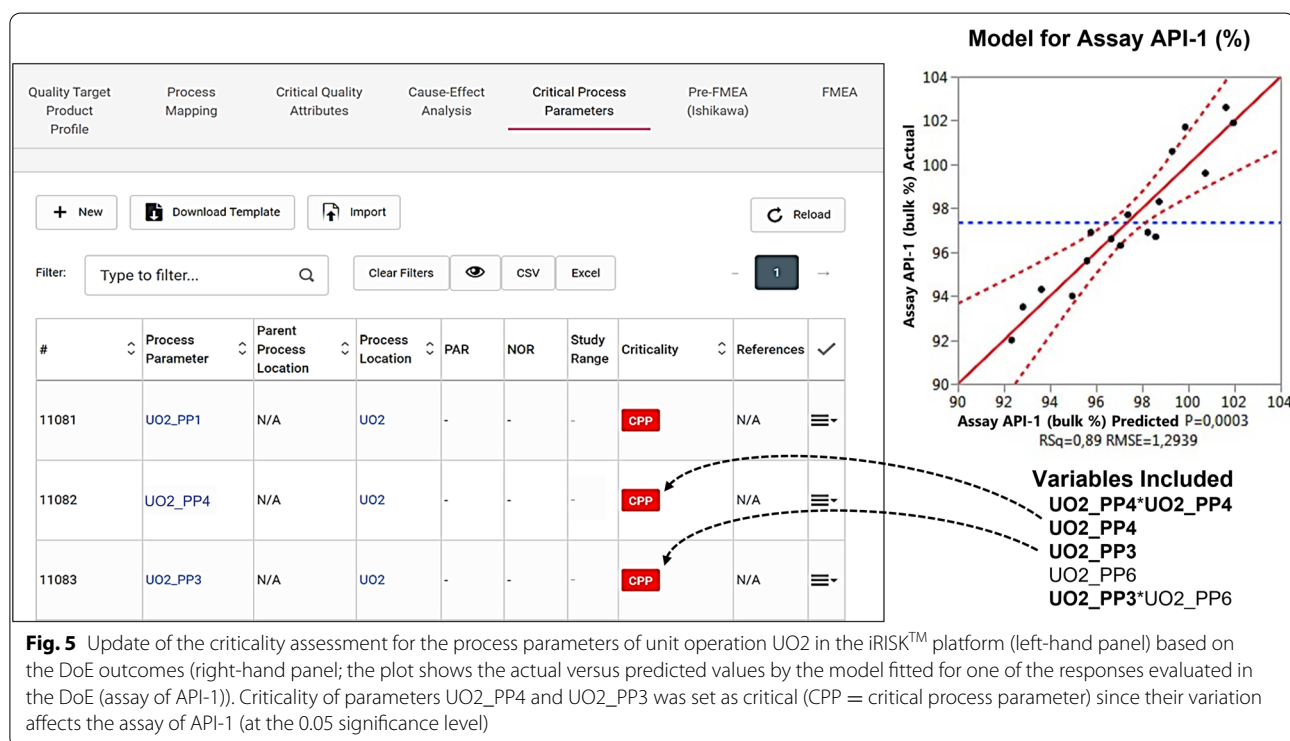 Model for Assay API-1 (%)
Quality Target Product Profile
Process Mapping
Critical Quality Attributes
Cause-Effect Analysis
Critical Process Parameters
Pre-FMEA (Ishikawa)
FMEA
+ New
Download Template
Import
Reload
Filter:
Type to filter...
Clear Filters
CSV
Excel
- 1 →
# Process Parameter Parent Process Location Process Location PAR NOR Study Range Criticality References ✓
11081 UO2_PP1 N/A UO2 - - - CPP N/A
11082 UO2_PP4 N/A UO2 - - - CPP N/A
11083 UO2_PP3 N/A UO2 - - - CPP N/A
Assay API-1 (bulk %) Actual
104
102
100
98
96
94
92
90
90 92 94 96 98 100 102 104
Assay API-1 (bulk %) Predicted P=0,0003
RSq=0,89 RMSE=1,2939
Variables Included
UO2_PP4*UO2_PP4
UO2_PP4
UO2_PP3
UO2_PP6
UO2_PP3*UO2_PP6
Fig. 5 Update of the criticality assessment for the process parameters of unit operation UO2 in the iRISK™ platform (left-hand panel) based on
the DoE outcomes (right-hand panel; the plot shows the actual versus predicted values by the model fitted for one of the responses evaluated in
the DoE (assay of API-1)). Criticality of parameters UO2_PP4 and UO2_PP3 was set as critical (CPP = critical process parameter) since their variation
affects the assay of API-1 (at the 0.05 significance level)